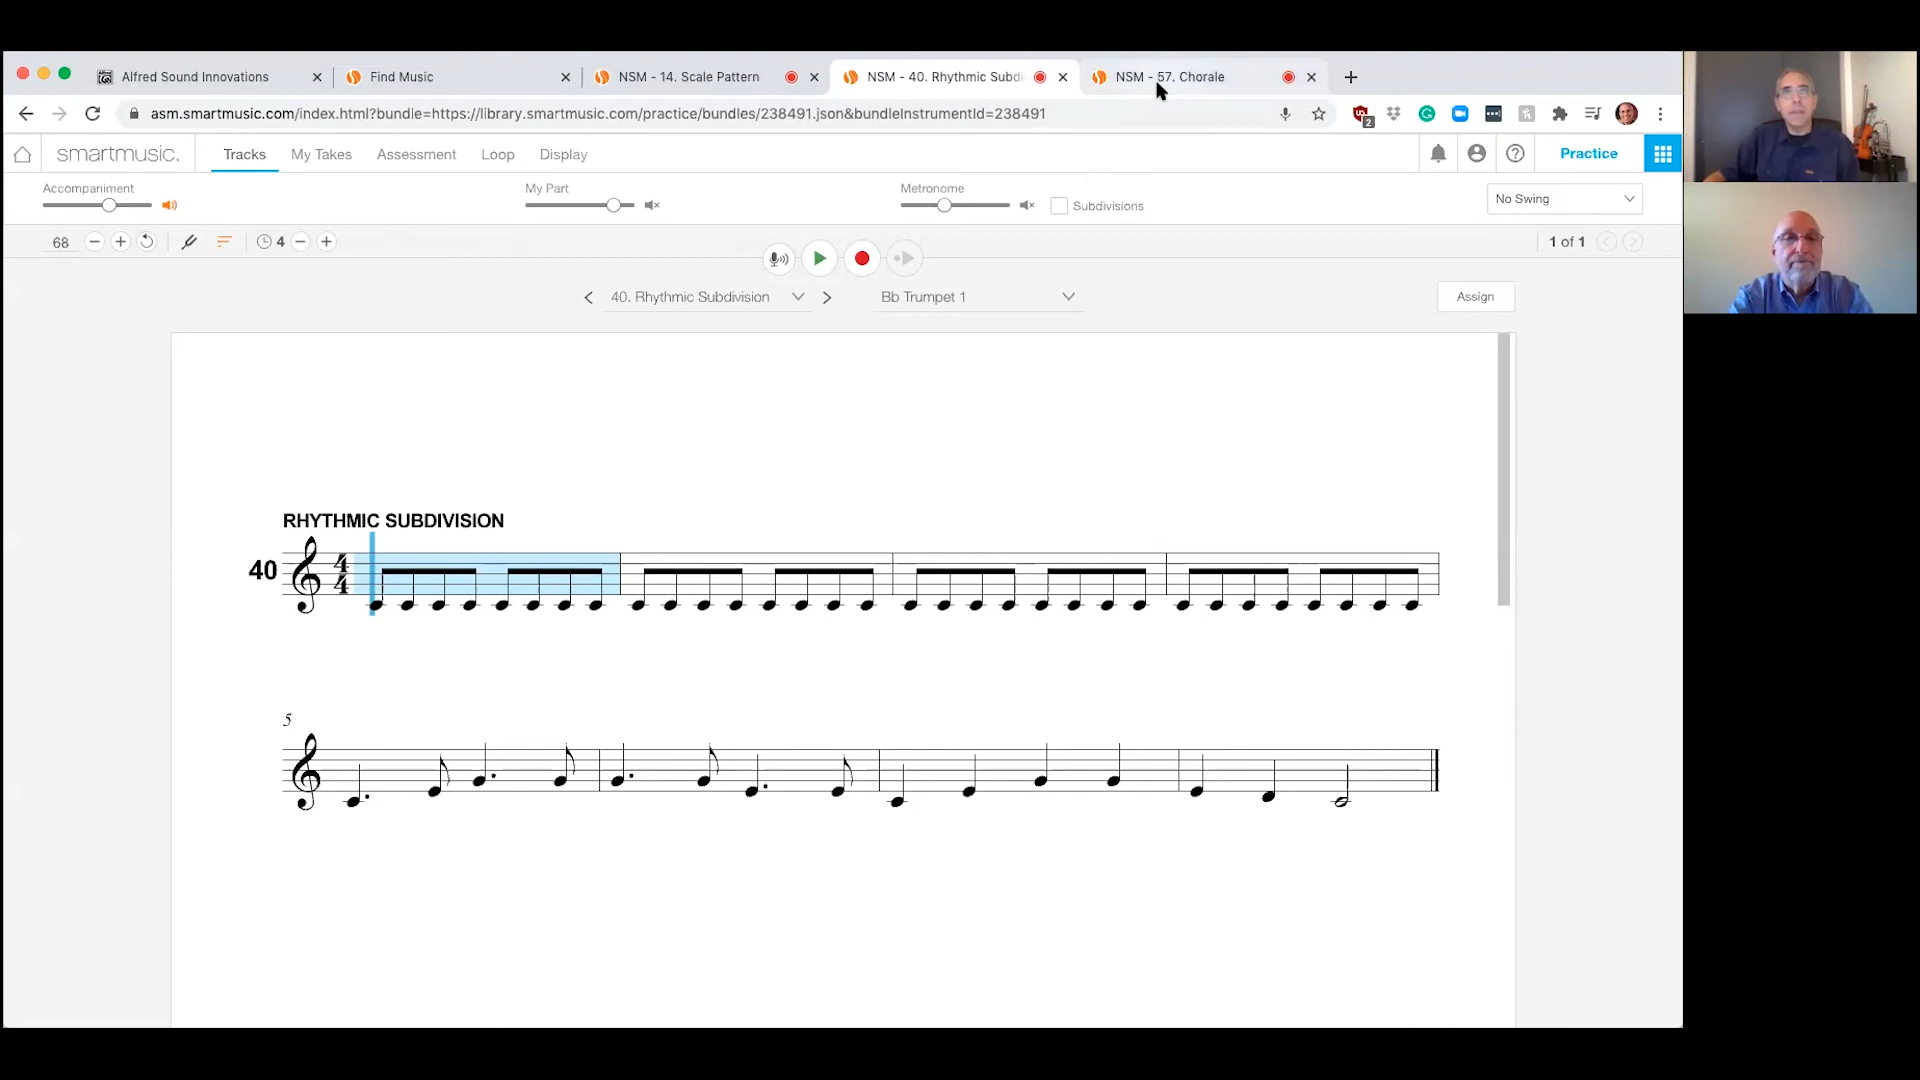 Alfred Sound Innovations
Find Music
NSM - 14. Scale Pattern
NSM - 40. Rhythmic Subd
NSM - 57. Chorale
asm.smartmusic.com/index.html?bundle=https://library.smartmusic.com/practice/bundles/238491.json&bundleInstrumentId=238491
2
smartmusic.
Tracks
My Takes
Assessment
Loop
Display
Practice
Accompaniment
My Part
Metronome
Subdivisions
No Swing
68
4
1 of 1
40. Rhythmic Subdivision
Bb Trumpet 1
Assign
RHYTHMIC SUBDIVISION
40
4
4
5